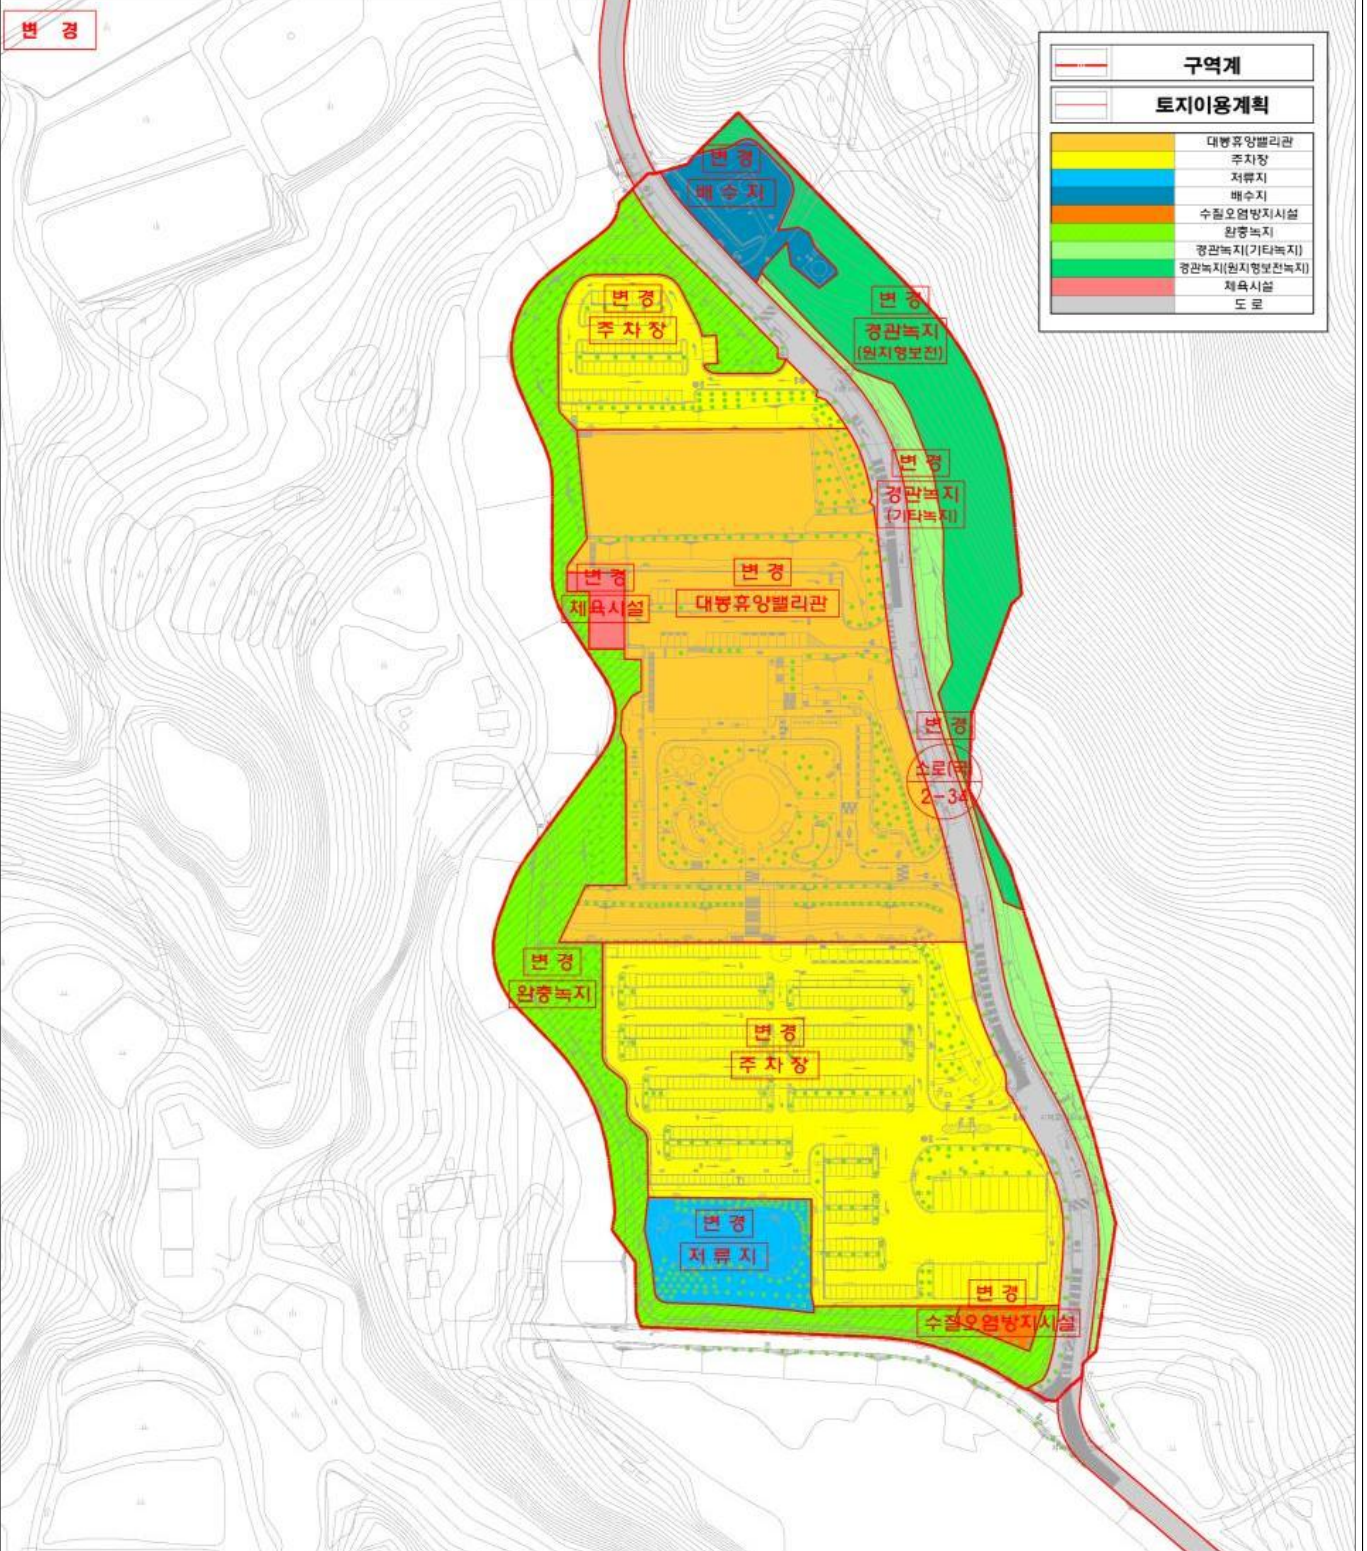 변 경
구역계
토지이용계획
대봉휴양밸리관
주차장
저류지
배수지
수질오염방지시설
완충녹지
경관녹지(기타녹지)
경관녹지(원지형보전녹지)
체육시설
도 로
변 경
배 수 지
변 경
주 차 장
변 경
경관녹지
(원지형보전)
변 경
경관녹지
(기타녹지)
변 경
체육시설
변 경
대봉휴양밸리관
변 경
소로(국)
2-34
변 경
완충녹지
변 경
주 차 장
변 경
저 류 지
변 경
수질오염방지시설